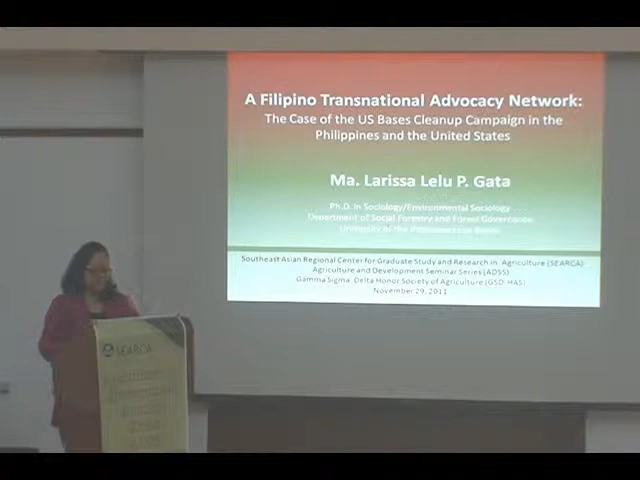 A Filipino Transnational Advocacy Network:
The Case of the US Bases Cleanup Campaign in the
Philippines and the United States
Ma. Larissa Lelu P. Gata
Ph.D. in Sociology/Environmental Sociology
Department of Social Forestry and Forest Governance
University of the Philippines Los Baños
Southeast Asian Regional Center for Graduate Study and Research in Agriculture (SEARCA)
Agriculture and Development Seminar Series (ADSS)
Gamma Sigma Delta Honor Society of Agriculture (GSD-HAS)
November 29, 2011
SEARCA